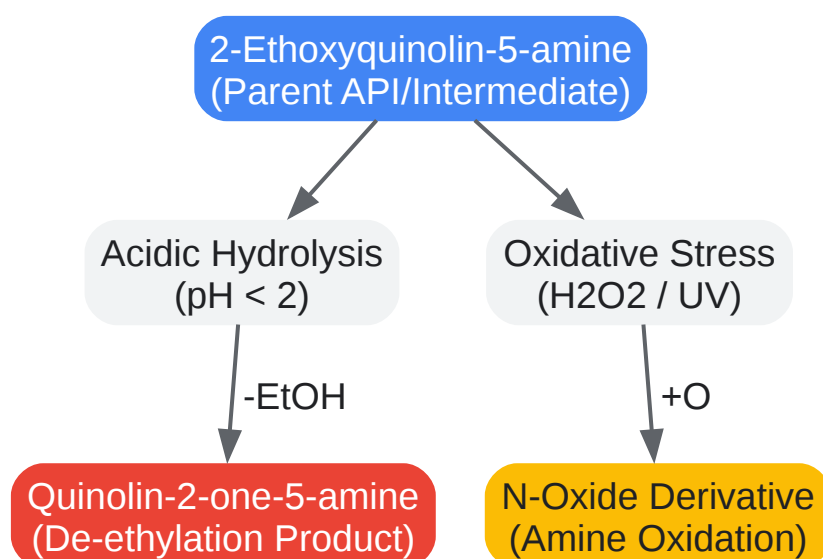 2-Ethoxyquinolin-5-amine
(Parent API/Intermediate)
Acidic Hydrolysis
(pH < 2)
Oxidative Stress
(H2O2 / UV)
-EtOH
+O
Quinolin-2-one-5-amine
(De-ethylation Product)
N-Oxide Derivative
(Amine Oxidation)